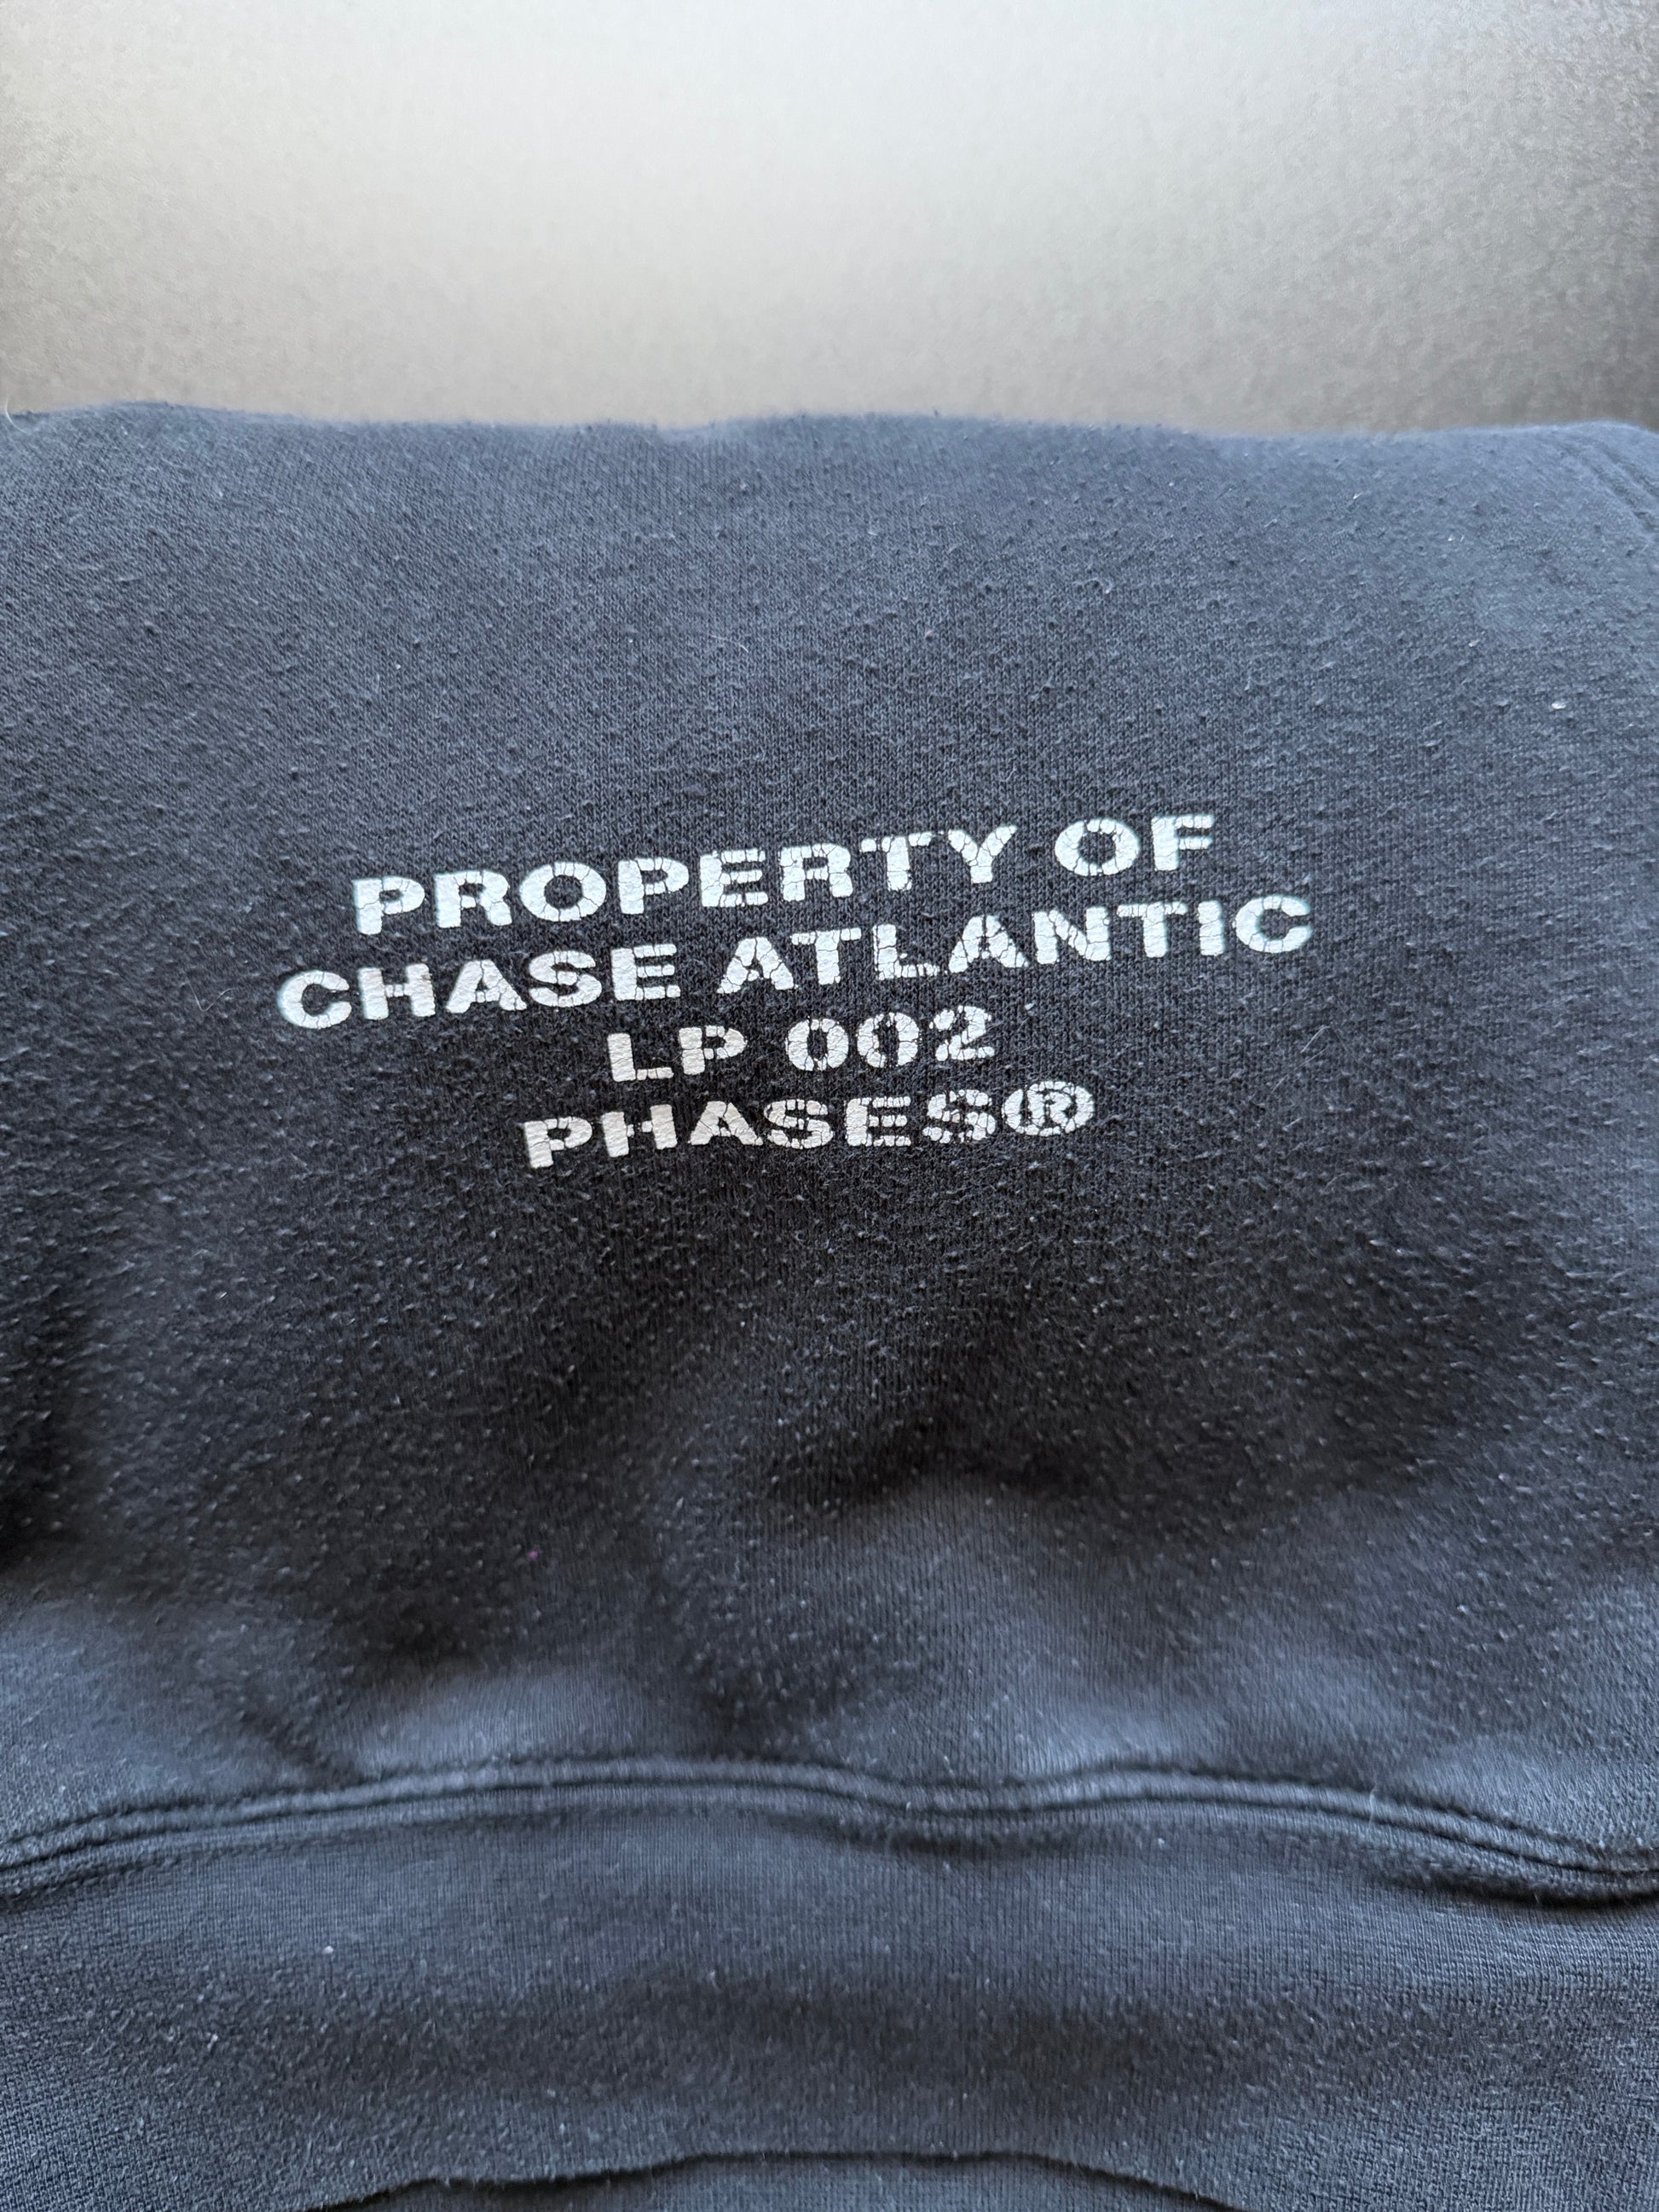 PROPERTY OF
CHASE ATLANTIC
LP 002
PHASES®